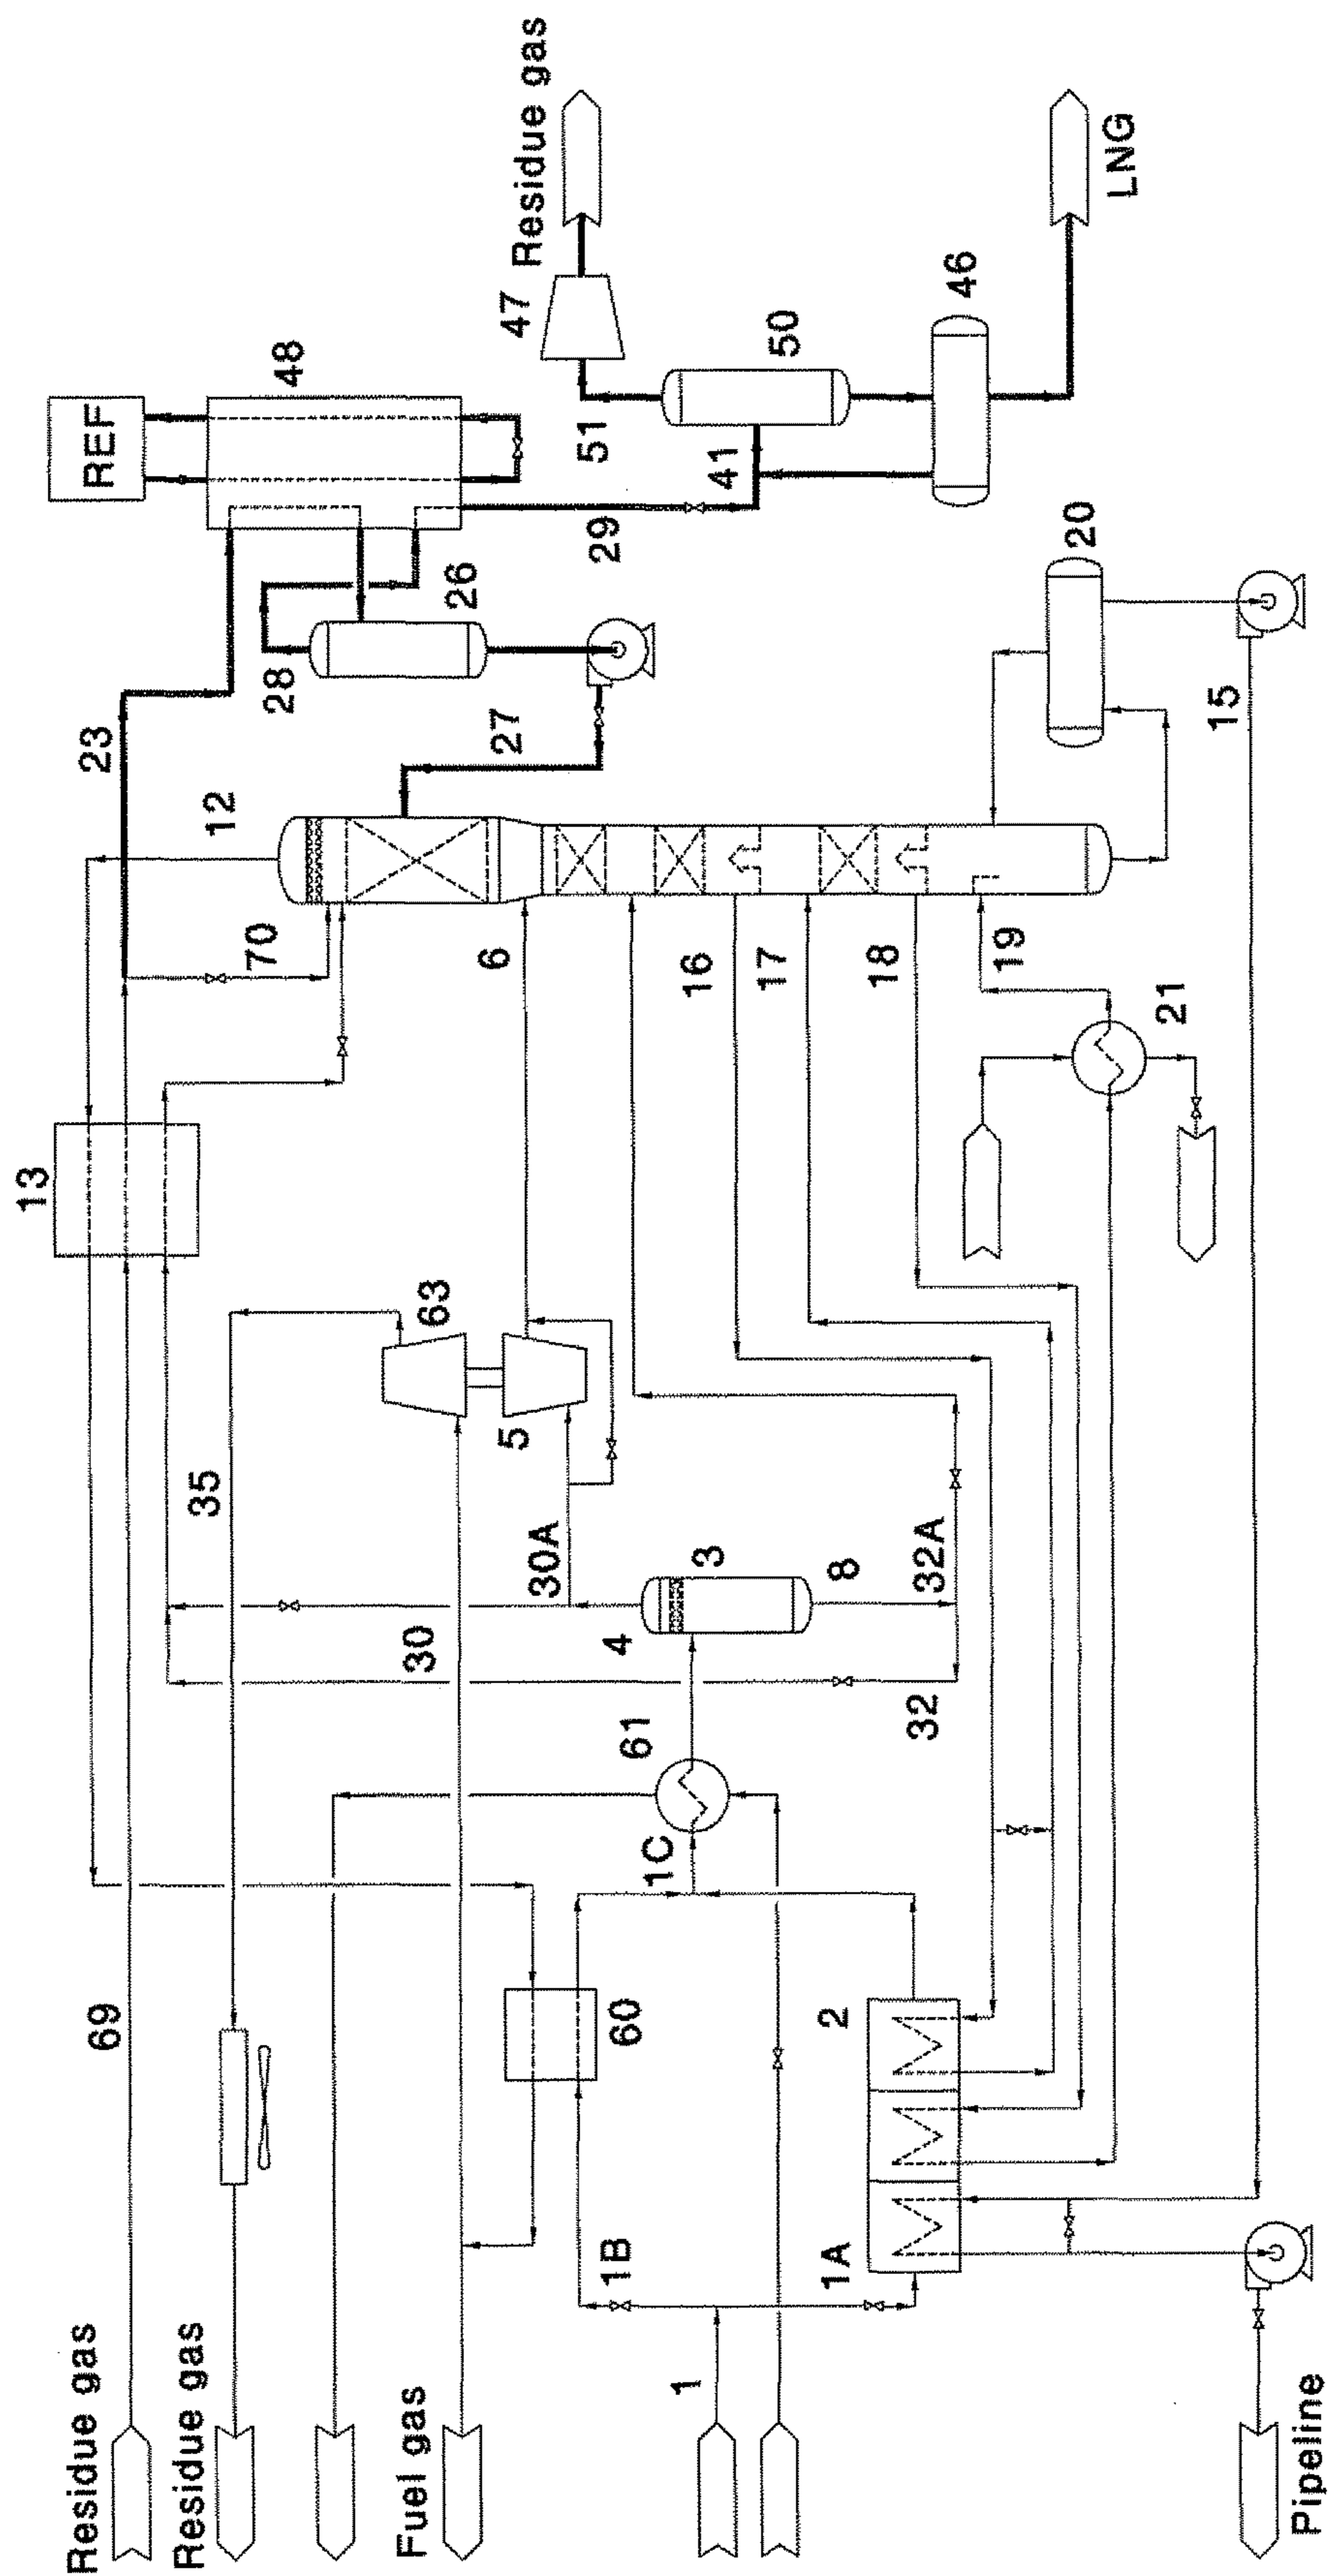 Residue gas
69
Residue gas
35
Fuel gas
30
1
1B
1A
60
2
1C
61
4
3
8
30A
32A
32
5
63
13
6
70
12
16
17
18
19
21
23
28
27
26
29
REF
48
51
41
47
Residue gas
50
46
LNG
20
15
Pipeline